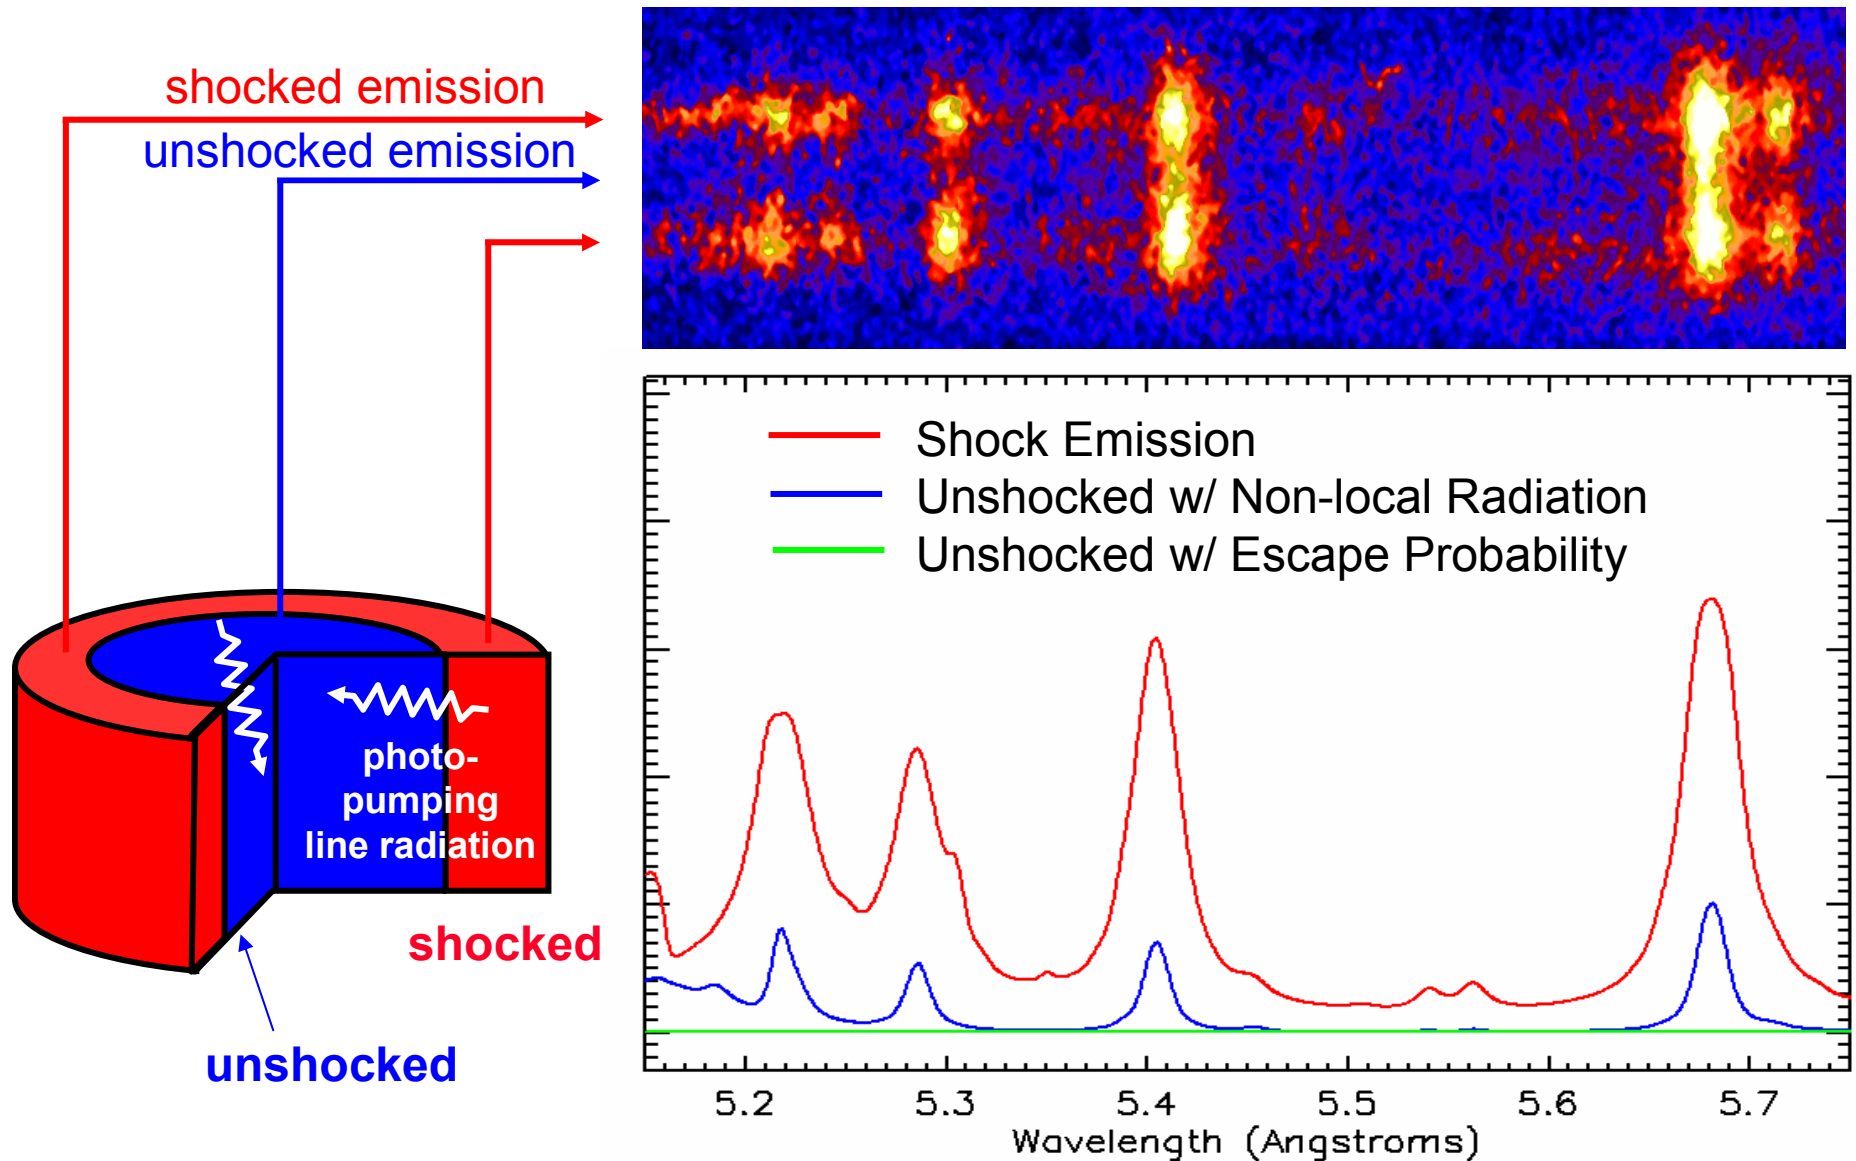 shocked emission
unshocked emission
photo-
pumping
line radiation
shocked
unshocked
Shock Emission
Unshocked w/ Non-local Radiation
Unshocked w/ Escape Probability
5.2 5.3 5.4 5.5 5.6 5.7
Wavelength (Angstroms)